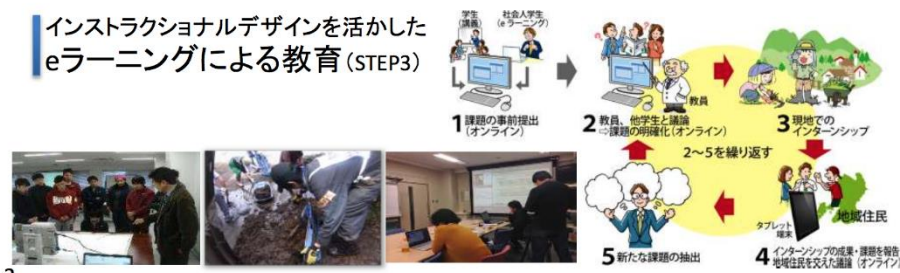 インストラクショナルデザインを活かした
eラーニングによる教育（STEP3）
学生
（講義）
社会人学生
（eラーニング）
1 課題の事前提出
（オンライン）
教員
2 教員、他学生と議論
⇨課題の明確化（オンライン）
3 現地での
インターンシップ
2～5を繰り返す
地域住民
タブレット
端末
4 インターンシップの成果・課題を報告
地域住民を交えた議論（オンライン）
5 新たな課題の抽出